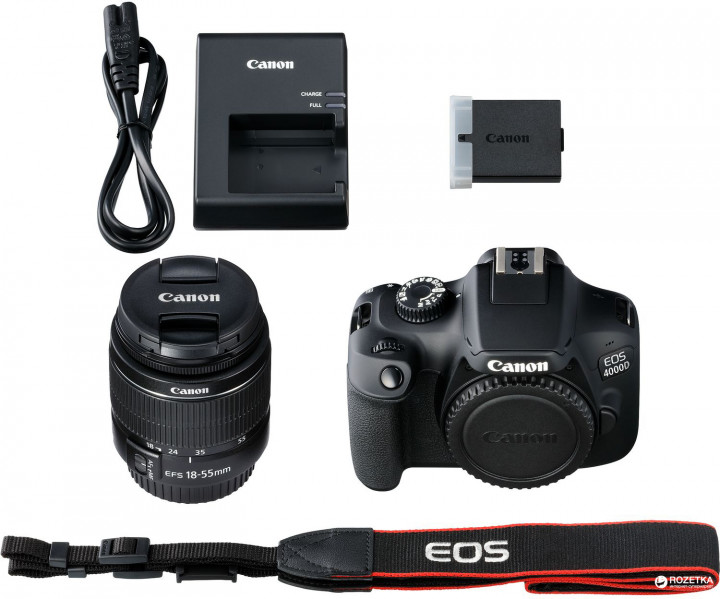 Canon
CHARGE
FULL
Canon
Canon
Canon
18 24 35 55
EFS 18-55mm
Canon
EOS
4000D
Canon
EOS
ROZETKA